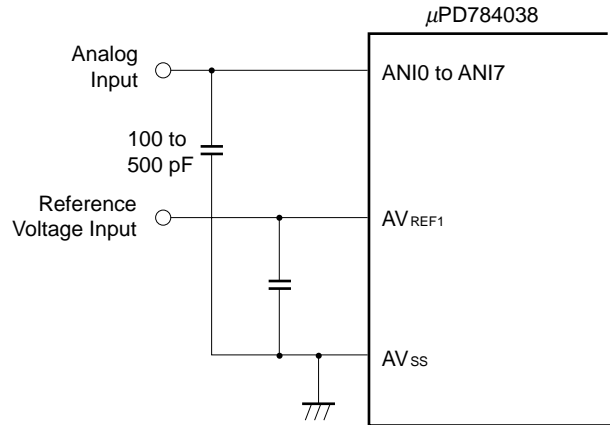 μPD784038
Analog
Input
ANI0 to ANI7
100 to
500 pF
Reference
Voltage Input
AVREF1
AVSS